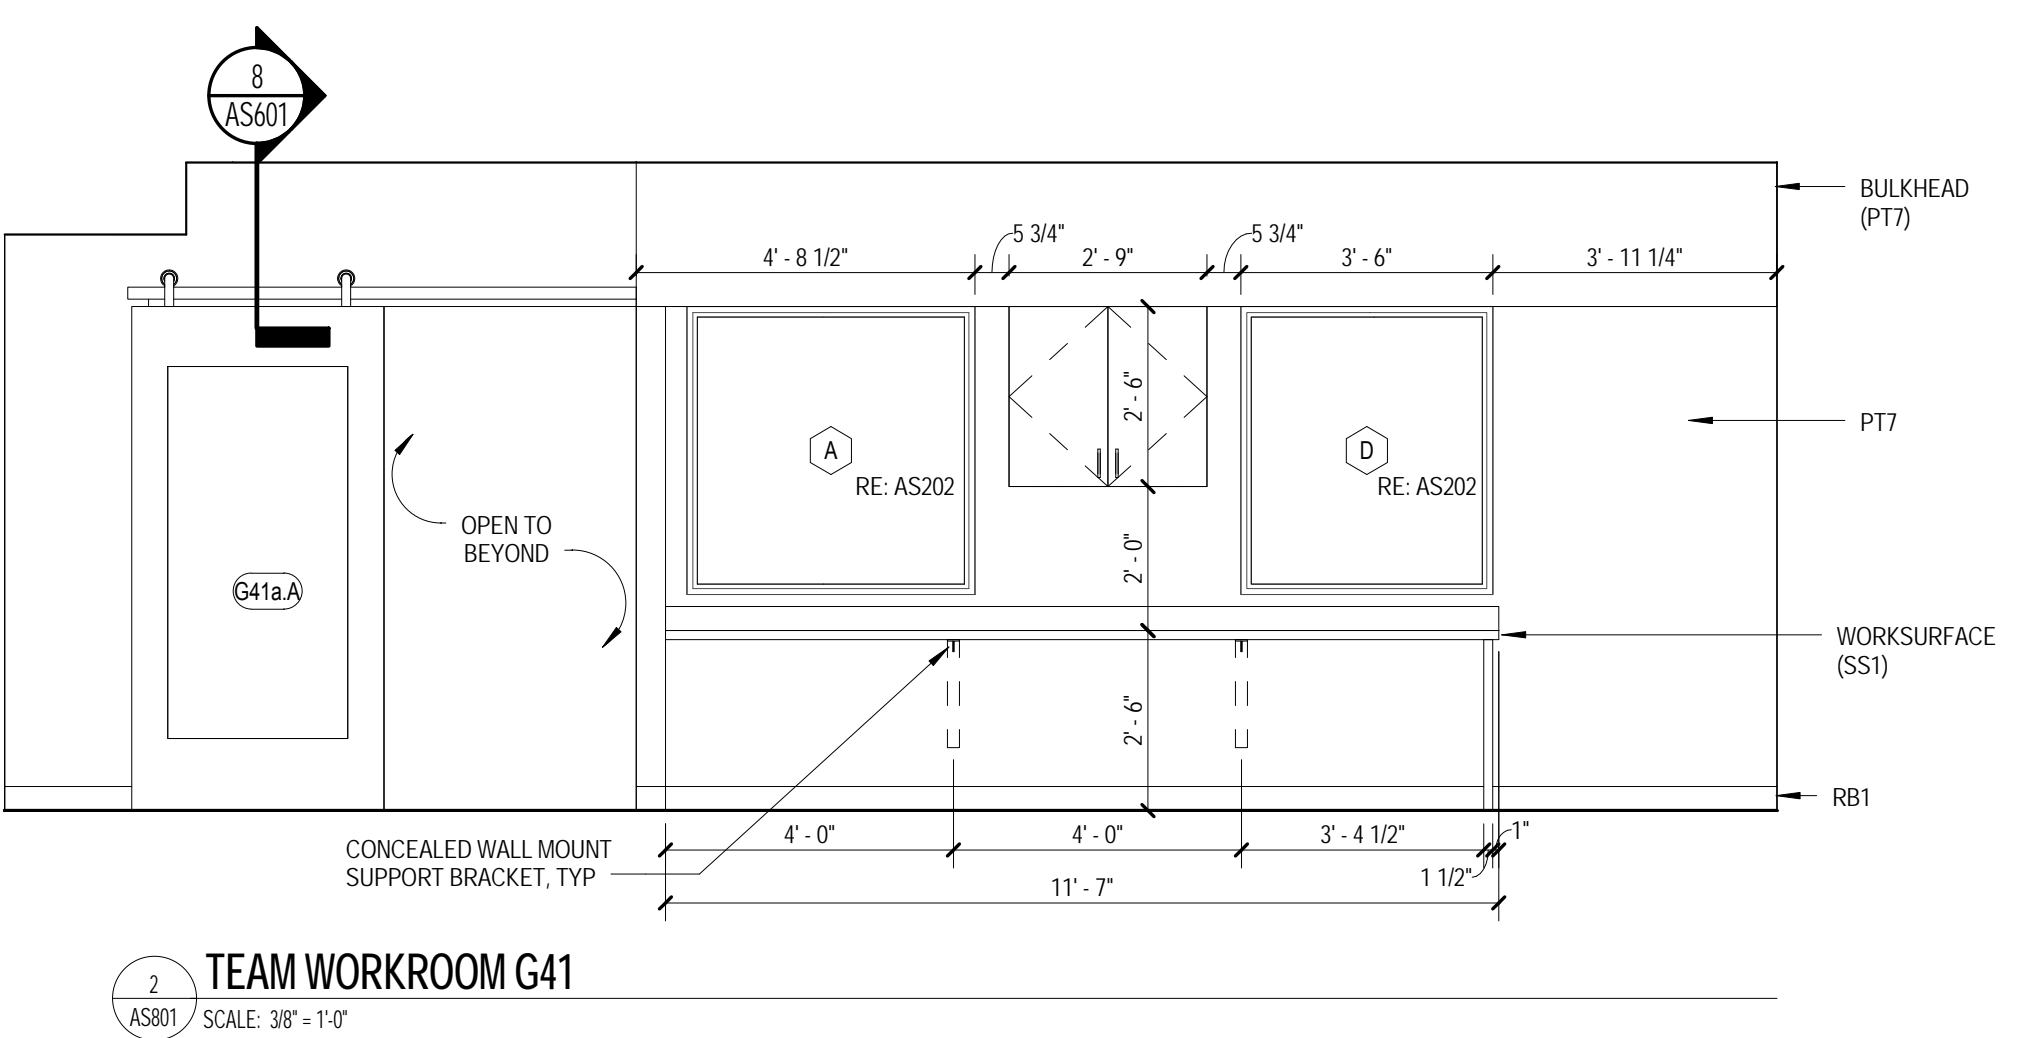 8
AS601
BULKHEAD
(PT7)
5 3/4"
5 3/4"
4' - 8 1/2"
2' - 9"
3' - 6"
3' - 11 1/4"
2' - 6"
PT7
A
RE: AS202
D
RE: AS202
OPEN TO
BEYOND
2' - 0"
G41a.A
WORKSURFACE
(SS1)
2' - 6"
RB1
4' - 0"
4' - 0"
3' - 4 1/2"
1"
CONCEALED WALL MOUNT
SUPPORT BRACKET, TYP
1 1/2"
11' - 7"
2
AS801
TEAM WORKROOM G41
SCALE: 3/8" = 1'-0"